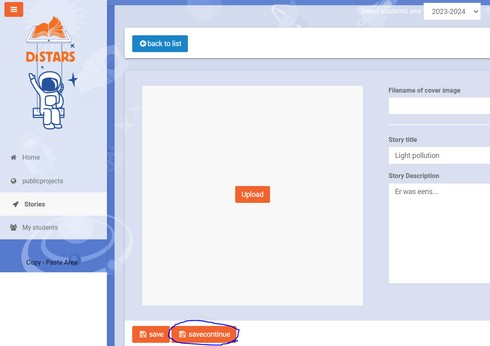 Select academic year
2023-2024
back to list
DiSTARS
Filename of cover image
Story title
Light pollution
Story Description
Er was eens...
Upload
Home
publicprojects
Stories
My students
Copy - Paste Area
save
savecontinue